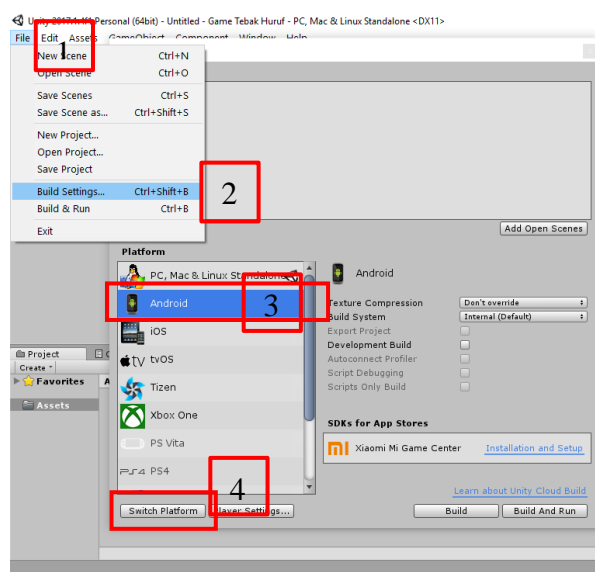 Unity 2017.1.1f1 Personal (64bit) - Untitled - Game Tebak Huruf - PC, Mac & Linux Standalone <DX11>
File Edit Assets GameObject Component Window Help
1
New Scene Ctrl+N
Open Scene Ctrl+O
Save Scenes Ctrl+S
Save Scene as... Ctrl+Shift+S
New Project...
Open Project...
Save Project
Build Settings... Ctrl+Shift+B
2
Build & Run Ctrl+B
Exit
Add Open Scenes
Platform
PC, Mac & Linux Standalone
Android
3
iOS
tv tvOS
Tizen
Xbox One
PS Vita
PS4
Android
Texture Compression Don't override
Build System Internal (Default)
Export Project
Development Build
Autoconnect Profiler
Script Debugging
Scripts Only Build
SDKs for App Stores
Xiaomi Mi Game Center Installation and Setup
Learn about Unity Cloud Build
4
Switch Platform Player Settings...
Build Build And Run
Project
Create
Favorites
Assets